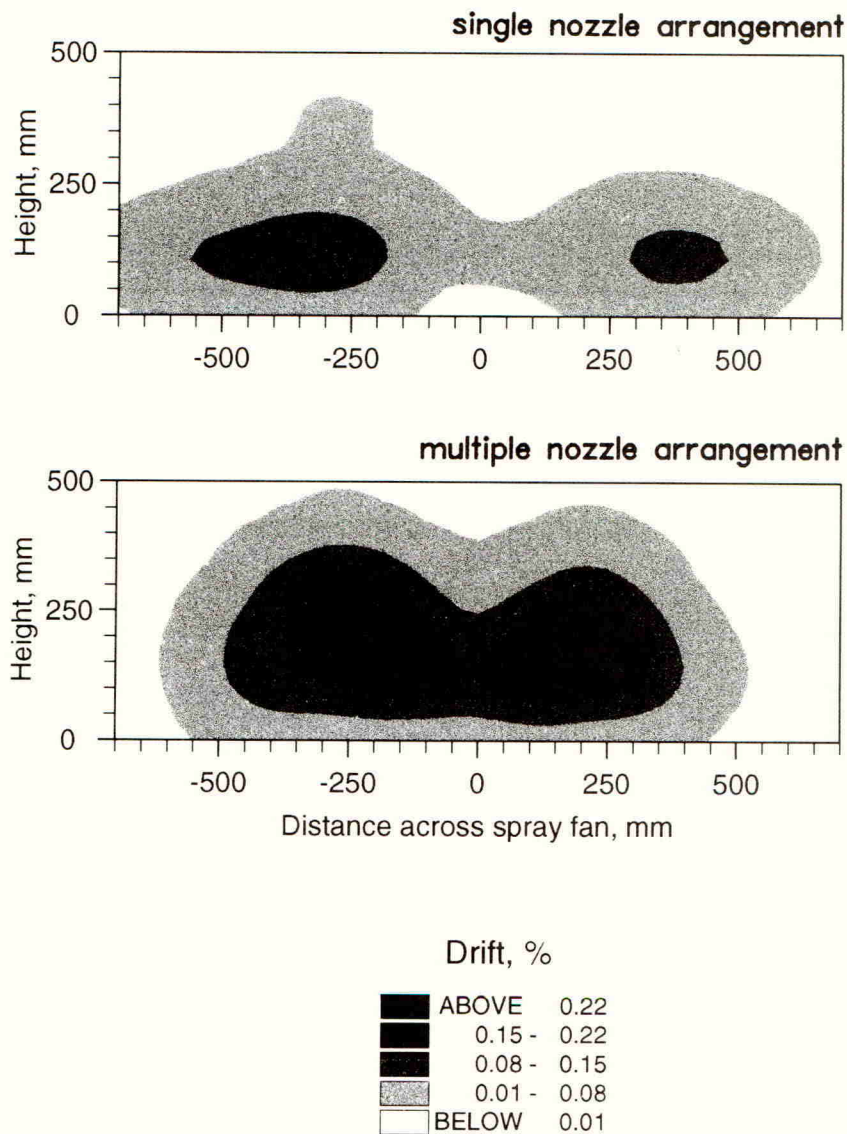 single nozzle arrangement
500
250
0
Height, mm
-500 -250 0 250 500
multiple nozzle arrangement
500
250
0
Height, mm
-500 -250 0 250 500
Distance across spray fan, mm
Drift, %
ABOVE 0.22
0.15 - 0.22
0.08 - 0.15
0.01 - 0.08
BELOW 0.01